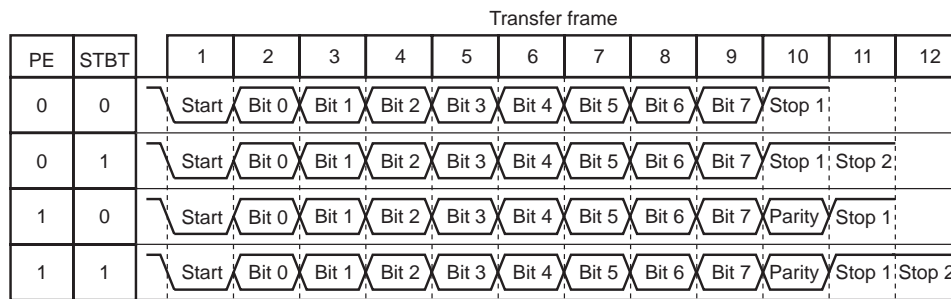 Transfer frame
PE STBT 1 2 3 4 5 6 7 8 9 10 11 12
0 0 Start Bit 0 Bit 1 Bit 2 Bit 3 Bit 4 Bit 5 Bit 6 Bit 7 Stop 1
0 1 Start Bit 0 Bit 1 Bit 2 Bit 3 Bit 4 Bit 5 Bit 6 Bit 7 Stop 1 Stop 2
1 0 Start Bit 0 Bit 1 Bit 2 Bit 3 Bit 4 Bit 5 Bit 6 Bit 7 Parity Stop 1
1 1 Start Bit 0 Bit 1 Bit 2 Bit 3 Bit 4 Bit 5 Bit 6 Bit 7 Parity Stop 1 Stop 2